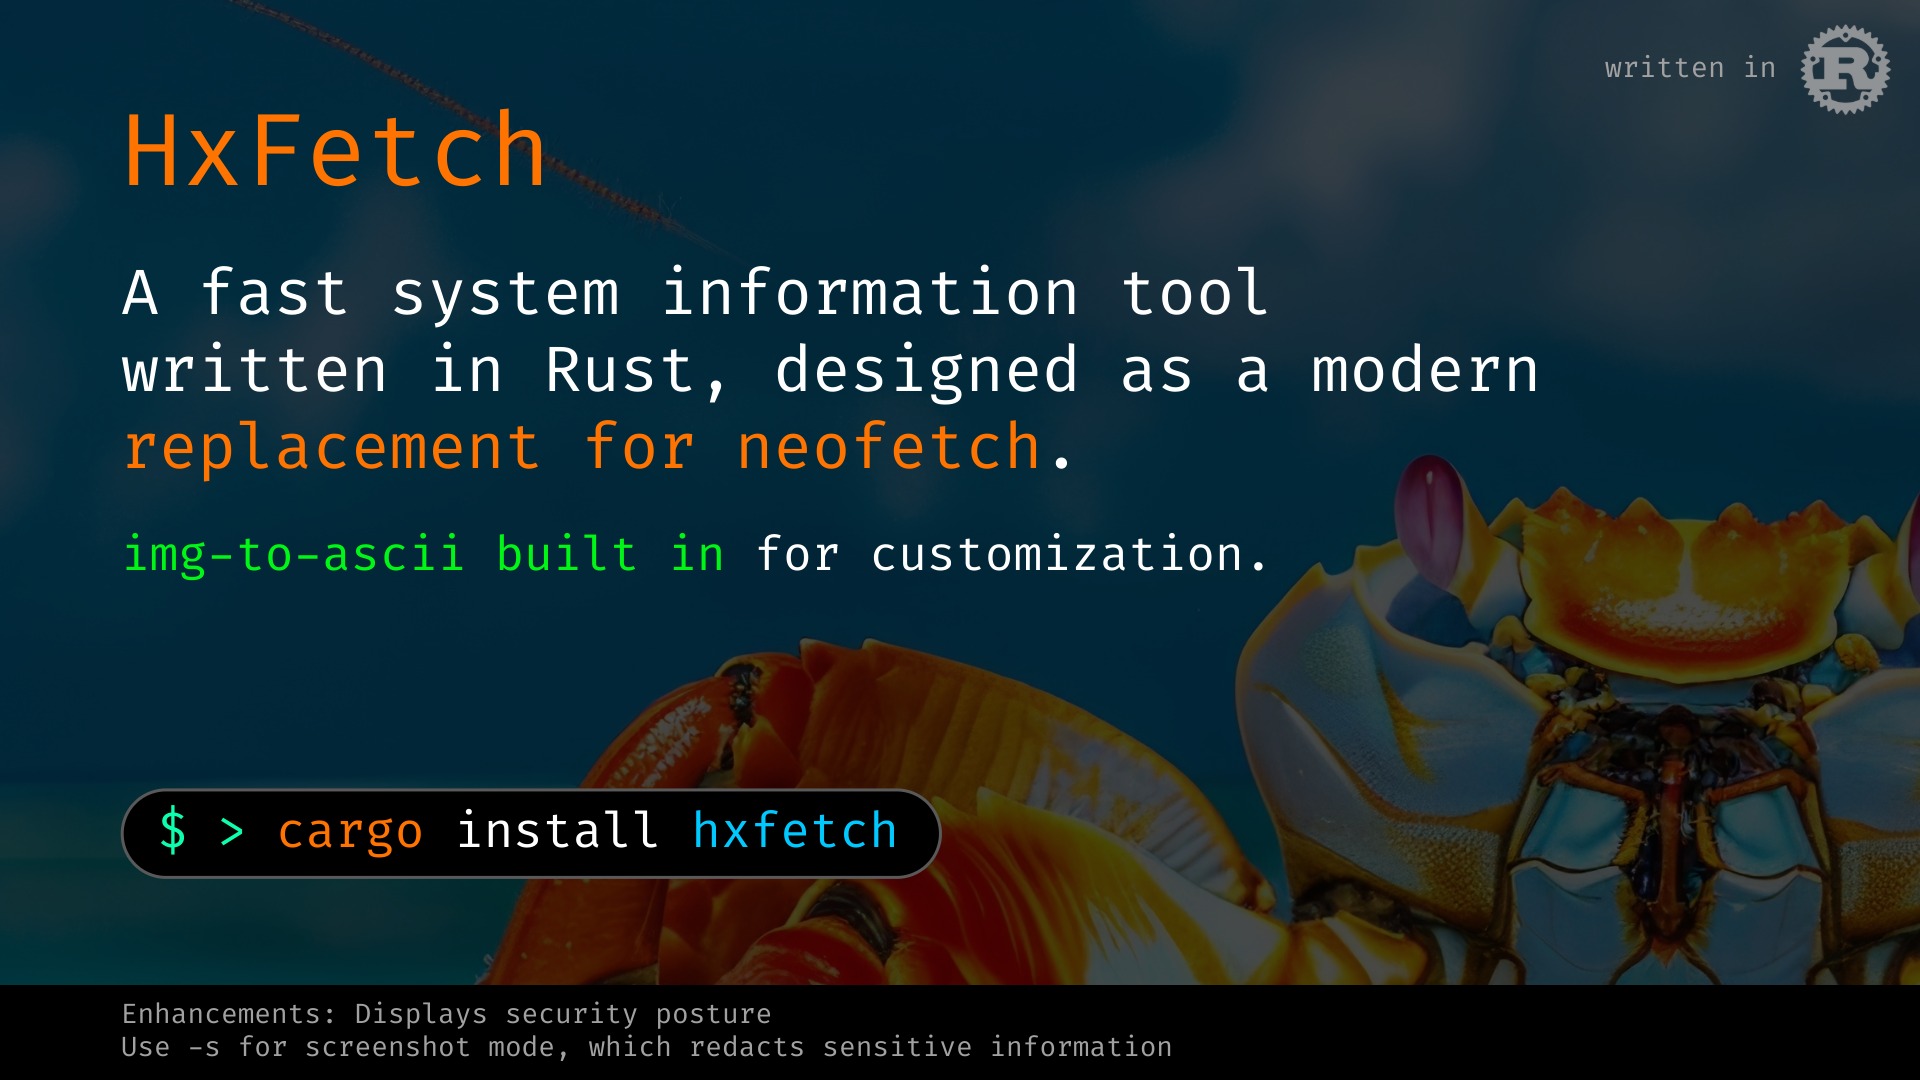 written in R
HxFetch
A fast system information tool
written in Rust, designed as a modern
replacement for neofetch.
img-to-ascii built in for customization.
$ > cargo install hxfetch
Enhancements: Displays security posture
Use -s for screenshot mode, which redacts sensitive information